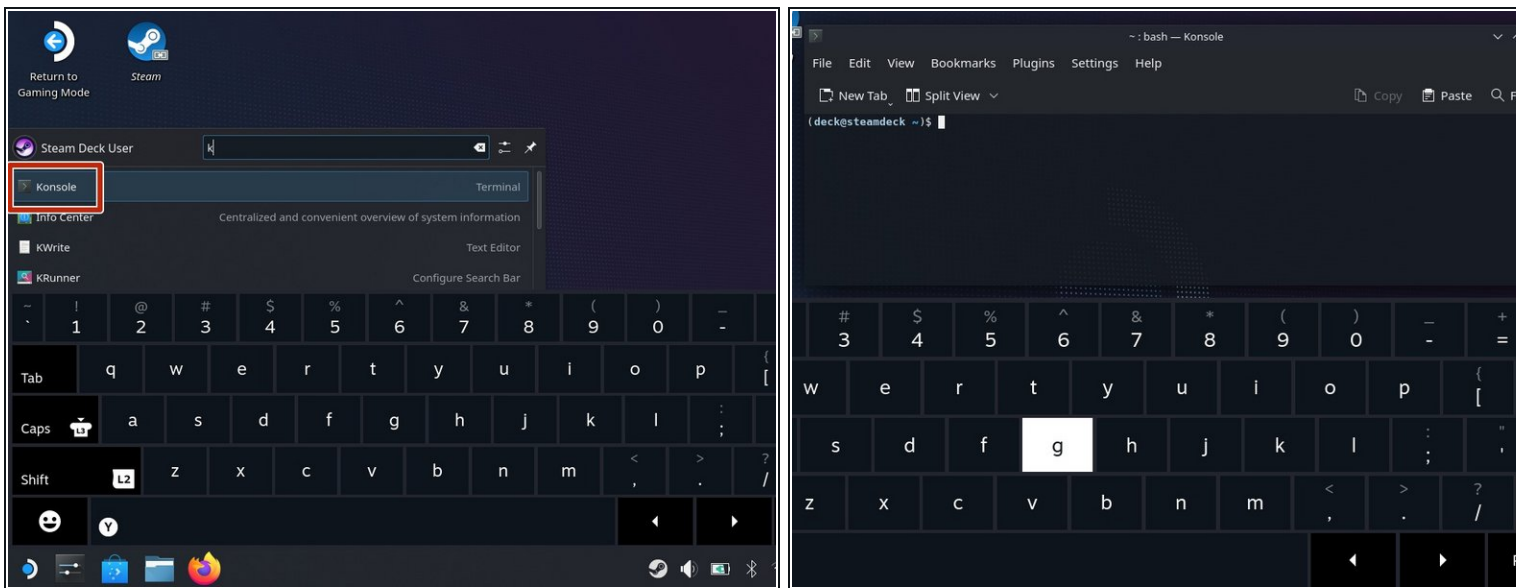 Return to
Gaming Mode
Steam
Steam Deck User
k
Konsole Terminal
Info Center Centralized and convenient overview of system information
KWrite Text Editor
KRunner Configure Search Bar
~ ! @ # $ % ^ & * ( ) _
` 1 2 3 4 5 6 7 8 9 0 -
Tab q w e r t y u i o p { [
Caps L3 a s d f g h j k l : ;
Shift L2 z x c v b n m < , > . ? /
Y
~ : bash — Konsole
File Edit View Bookmarks Plugins Settings Help
New Tab Split View Copy Paste
(deck@steamdeck ~)$
# $ % ^ & * ( ) _ +
3 4 5 6 7 8 9 0 - =
w e r t y u i o p { [
s d f g h j k l : ; " '
z x c v b n m < , > . ? /